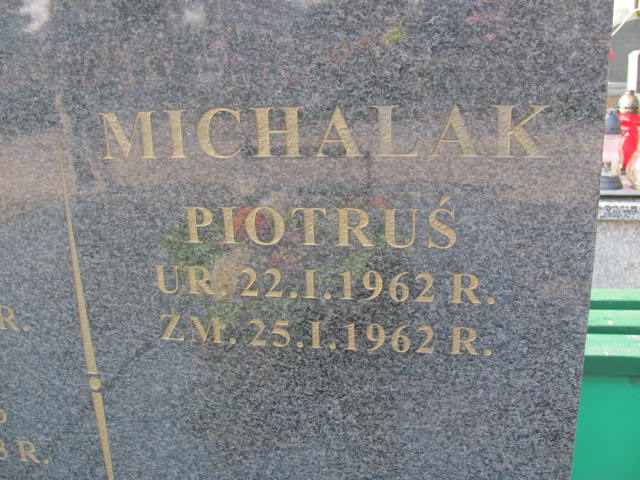 MICHALAK
PIOTRUŚ
UR. 22.I.1962 R.
ZM. 25.I.1962 R.
R.
R.